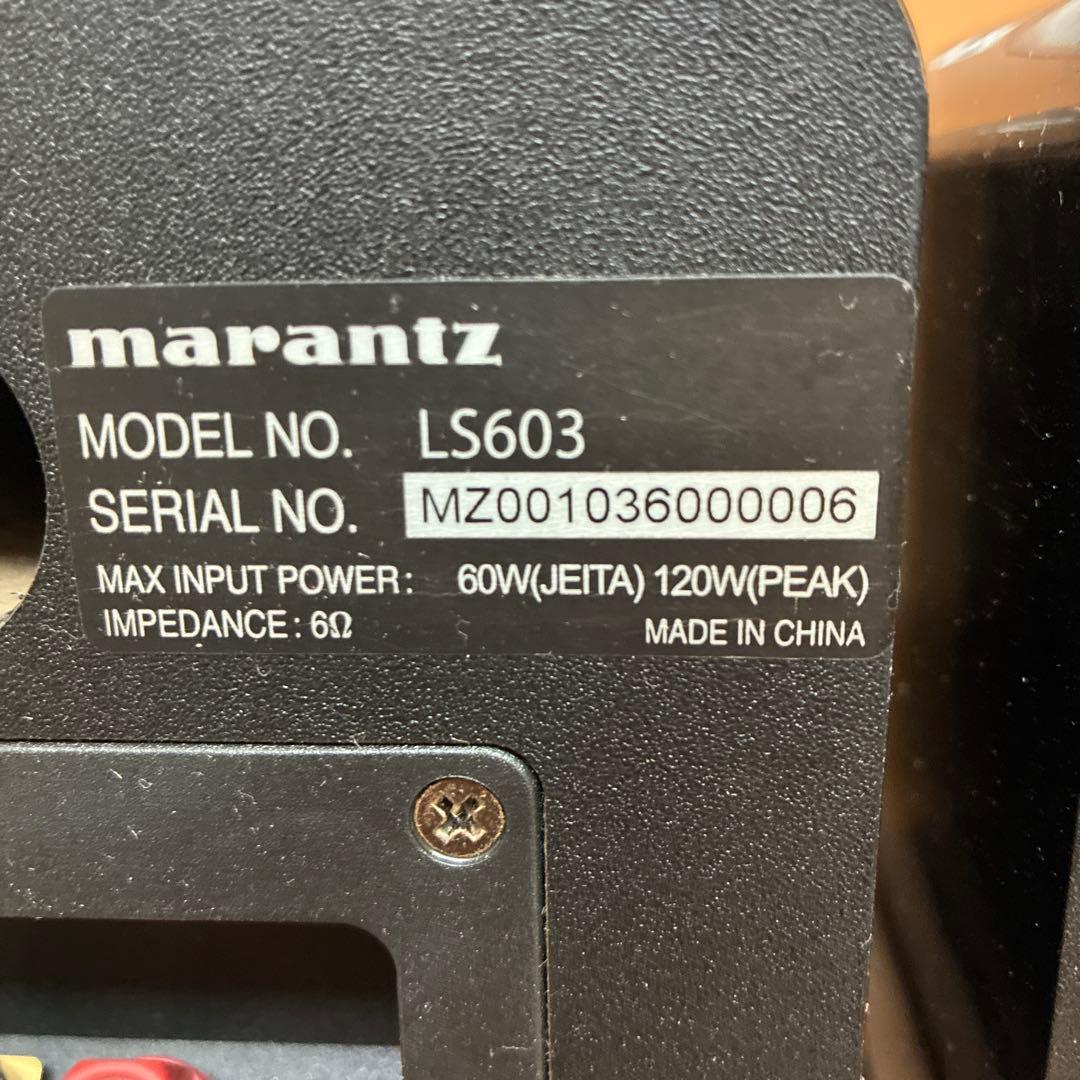 marantz
MODEL NO. LS603
SERIAL NO. MZ001036000006
MAX INPUT POWER: 60W(JEITA) 120W(PEAK)
IMPEDANCE : 6Ω MADE IN CHINA